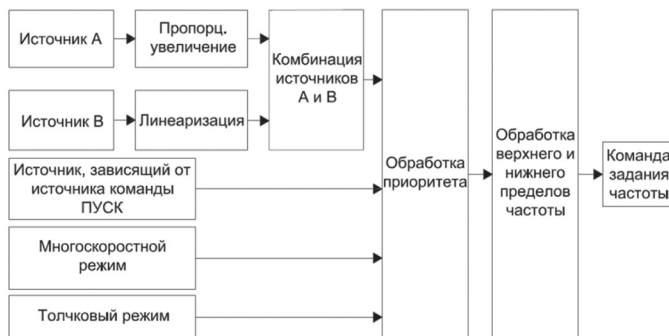 Источник А
Пропорц.
увеличение
Комбинация
источников
А и В
Источник В
Линеаризация
Источник, зависящий от
источника команды
ПУСК
Многоскоростной
режим
Толчковый режим
Обработка
приоритета
Обработка
верхнего и
нижнего
пределов
частоты
Команда
задания
частоты